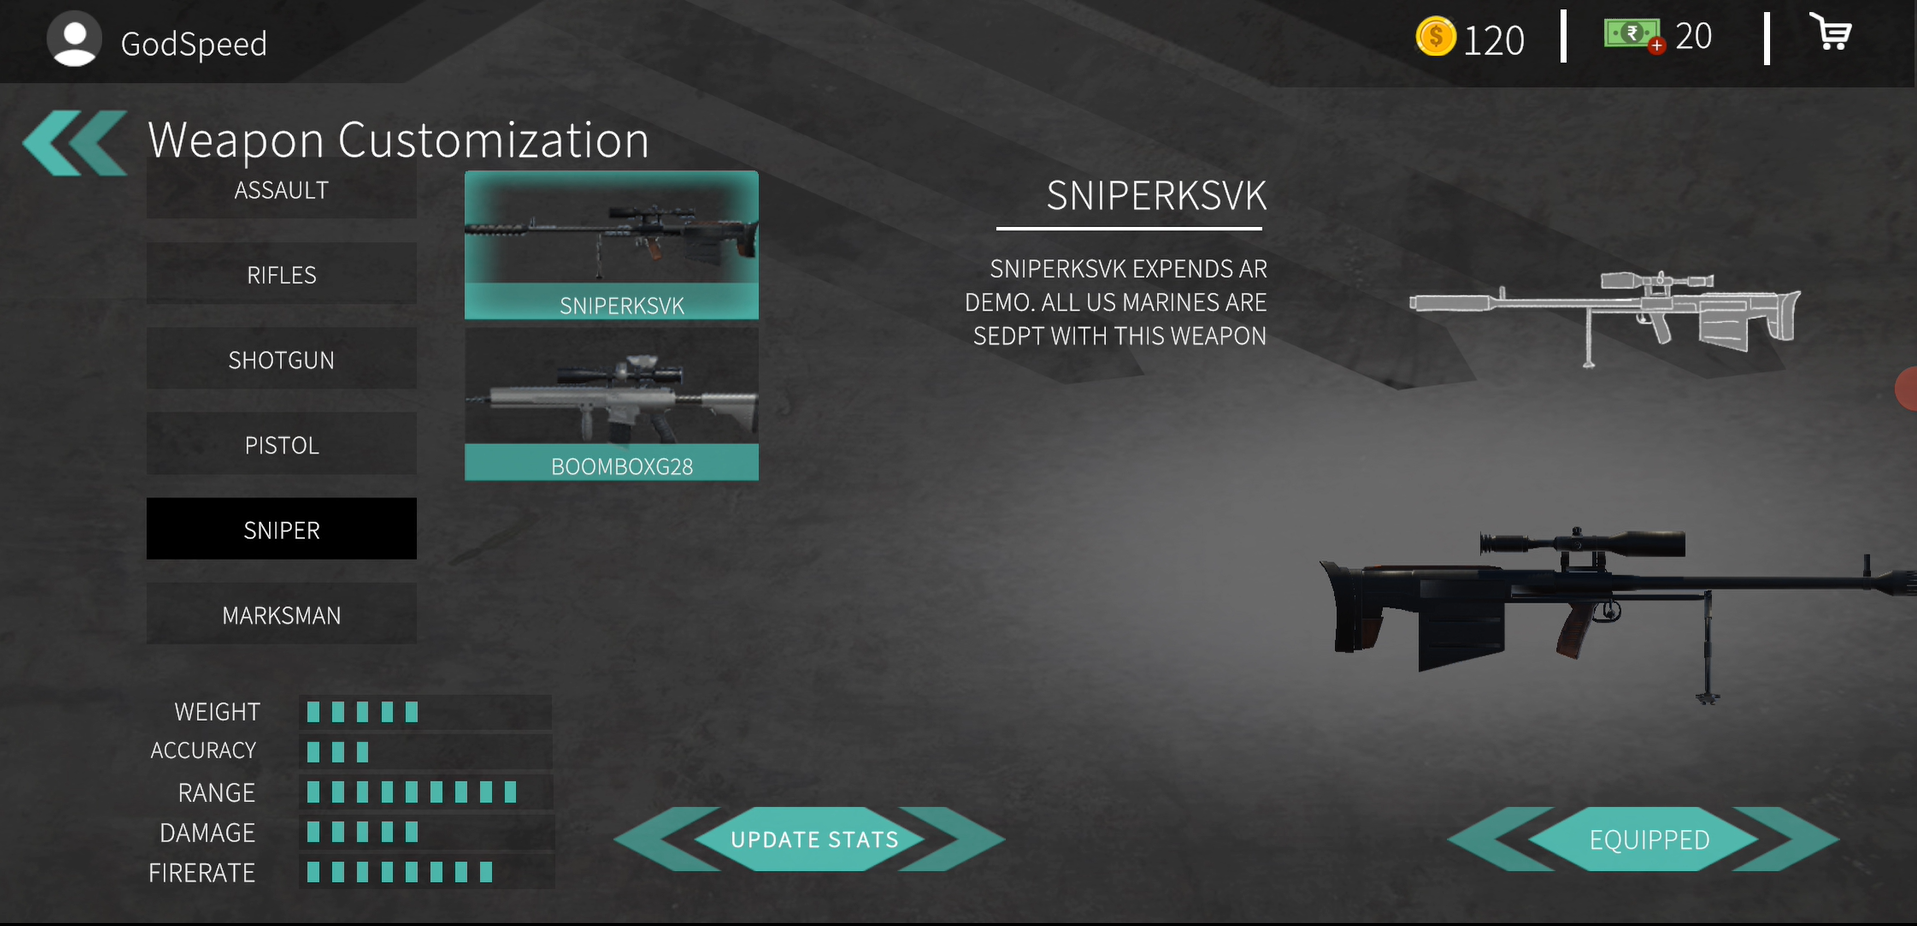 GodSpeed
120
20
Weapon Customization
ASSAULT
RIFLES
SHOTGUN
PISTOL
SNIPER
MARKSMAN
SNIPERKSVK
BOOMBOXG28
SNIPERKSVK
SNIPERKSVK EXPENDS AR
DEMO. ALL US MARINES ARE
SEDPT WITH THIS WEAPON
WEIGHT
ACCURACY
RANGE
DAMAGE
FIRERATE
UPDATE STATS
EQUIPPED